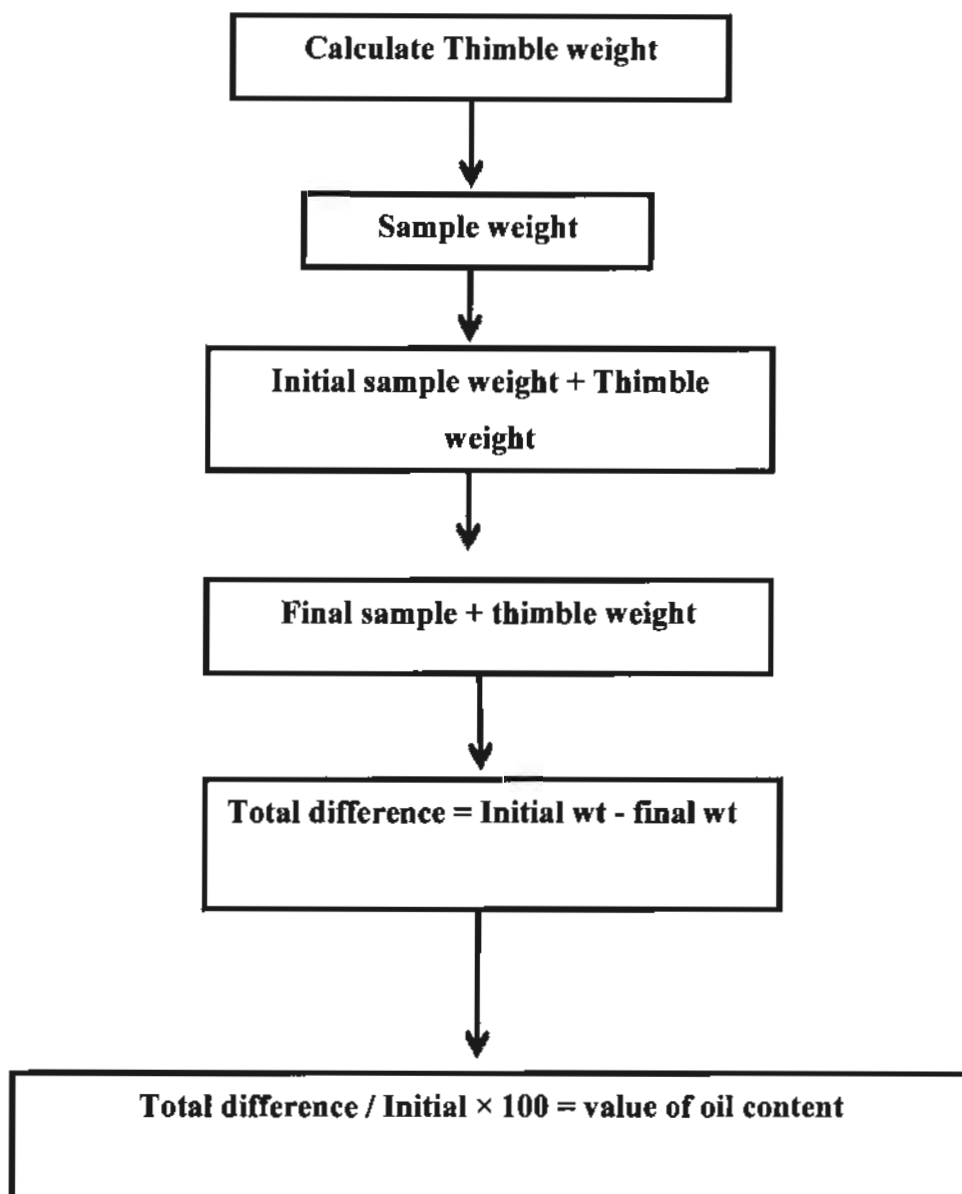 Calculate Thimble weight
Sample weight
Initial sample weight + Thimble
weight
Final sample + thimble weight
Total difference = Initial wt - final wt
Total difference / Initial × 100 = value of oil content